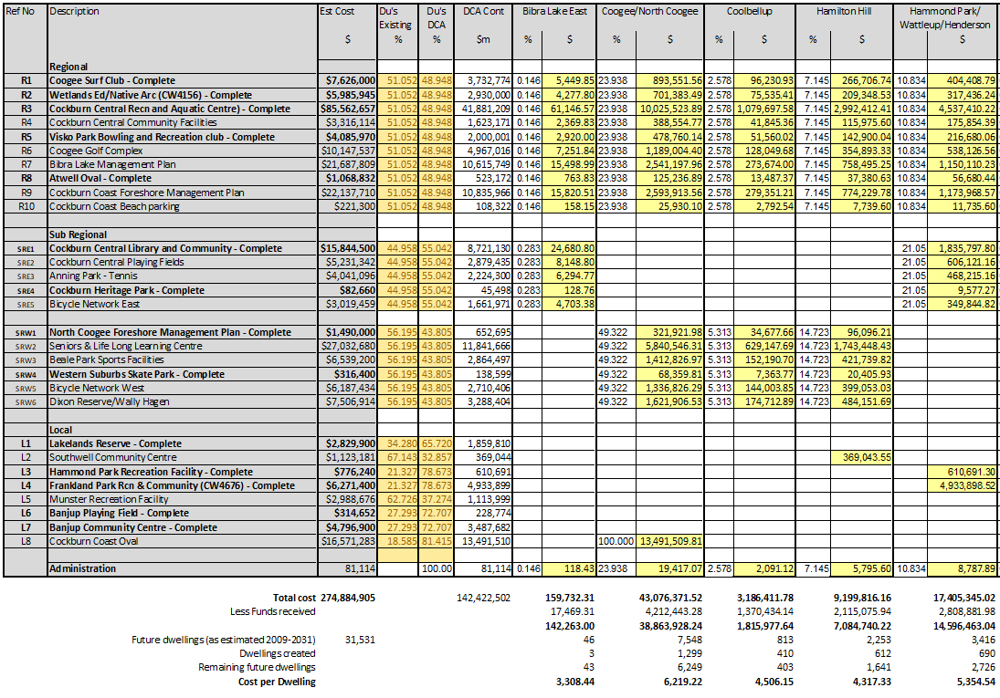 Ref No Description Est Cost Du's Du's DCA Cont Bibra Lake East Coogee/North Coogee Coolbellup Hamilton Hill Hammond Park/
Existing DCA Wattleup/Henderson
$ % % $m % $ % $ % $ % $ $
Regional
R1 Coogee Surf Club - Complete $7,626,000 51.052 48.948 3,732,774 0.146 5,449.85 23.938 893,551.56 2.578 96,230.93 7.145 266,706.74 10.834 404,408.79
R2 Wetlands Ed/Native Arc (CW4156) - Complete $5,985,945 51.052 48.948 2,930,000 0.146 4,277.80 23.938 701,383.49 2.578 75,535.41 7.145 209,348.53 10.834 317,436.24
R3 Cockburn Central Recn and Aquatic Centre) - Complete $85,562,657 51.052 48.948 41,881,209 0.146 61,146.57 23.938 10,025,523.89 2.578 1,079,697.58 7.145 2,992,412.41 10.834 4,537,410.22
R4 Cockburn Central Community Facilities $3,316,114 51.052 48.948 1,623,171 0.146 2,369.83 23.938 388,554.77 2.578 41,845.36 7.145 115,975.60 10.834 175,854.39
R5 Visko Park Bowling and Recreation club - Complete $4,085,970 51.052 48.948 2,000,001 0.146 2,920.00 23.938 478,760.14 2.578 51,560.02 7.145 142,900.04 10.834 216,680.06
R6 Coogee Golf Complex $10,147,537 51.052 48.948 4,967,016 0.146 7,251.84 23.938 1,189,004.40 2.578 128,049.68 7.145 354,893.33 10.834 538,126.56
R7 Bibra Lake Management Plan $21,687,809 51.052 48.948 10,615,749 0.146 15,498.99 23.938 2,541,197.96 2.578 273,674.00 7.145 758,495.25 10.834 1,150,110.23
R8 Atwell Oval - Complete $1,068,832 51.052 48.948 523,172 0.146 763.83 23.938 125,236.89 2.578 13,487.37 7.145 37,380.63 10.834 56,680.44
R9 Cockburn Coast Foreshore Management Plan $22,137,710 51.052 48.948 10,835,966 0.146 15,820.51 23.938 2,593,913.56 2.578 279,351.21 7.145 774,229.78 10.834 1,173,968.57
R10 Cockburn Coast Beach parking $221,300 51.052 48.948 108,322 0.146 158.15 23.938 25,930.10 2.578 2,792.54 7.145 7,739.60 10.834 11,735.60
Sub Regional
SRE1 Cockburn Central Library and Community - Complete $15,844,500 44.958 55.042 8,721,130 0.283 24,680.80 21.05 1,835,797.80
SRE2 Cockburn Central Playing Fields $5,231,342 44.958 55.042 2,879,435 0.283 8,148.80 21.05 606,121.16
SRE3 Anning Park - Tennis $4,041,096 44.958 55.042 2,224,300 0.283 6,294.77 21.05 468,215.16
SRE4 Cockburn Heritage Park - Complete $82,660 44.958 55.042 45,498 0.283 128.76 21.05 9,577.27
SRE5 Bicycle Network East $3,019,459 44.958 55.042 1,661,971 0.283 4,703.38 21.05 349,844.82
SRW1 North Coogee Foreshore Management Plan - Complete $1,490,000 56.195 43.805 652,695 49.322 321,921.98 5.313 34,677.66 14.723 96,096.21
SRW2 Seniors & Life Long Learning Centre $27,032,680 56.195 43.805 11,841,666 49.322 5,840,546.31 5.313 629,147.69 14.723 1,743,448.43
SRW3 Beale Park Sports Facilities $6,539,200 56.195 43.805 2,864,497 49.322 1,412,826.97 5.313 152,190.70 14.723 421,739.82
SRW4 Western Suburbs Skate Park - Complete $316,400 56.195 43.805 138,599 49.322 68,359.81 5.313 7,363.77 14.723 20,405.93
SRW5 Bicycle Network West $6,187,434 56.195 43.805 2,710,406 49.322 1,336,826.29 5.313 144,003.85 14.723 399,053.03
SRW6 Dixon Reserve/Wally Hagen $7,506,914 56.195 43.805 3,288,404 49.322 1,621,906.53 5.313 174,712.89 14.723 484,151.69
Local
L1 Lakelands Reserve - Complete $2,829,900 34.280 65.720 1,859,810
L2 Southwell Community Centre $1,123,181 67.143 32.857 369,044 369,043.55
L3 Hammond Park Recreation Facility - Complete $776,240 21.327 78.673 610,691 610,691.30
L4 Frankland Park Rcn & Community (CW4676) - Complete $6,271,400 21.327 78.673 4,933,899 4,933,898.52
L5 Munster Recreation Facility $2,988,676 62.726 37.274 1,113,999
L6 Banjup Playing Field - Complete $314,652 27.293 72.707 228,774
L7 Banjup Community Centre - Complete $4,796,900 27.293 72.707 3,487,682
L8 Cockburn Coast Oval $16,571,283 18.585 81.415 13,491,510 100.000 13,491,509.81
Administration 81,114 100.00 81,114 0.146 118.43 23.938 19,417.07 2.578 2,091.12 7.145 5,795.60 10.834 8,787.89
Total cost 274,884,905 142,422,502 159,732.31 43,076,371.52 3,186,411.78 9,199,816.16 17,405,345.02
Less Funds received 17,469.31 4,212,443.28 1,370,434.14 2,115,075.94 2,808,881.98
142,263.00 38,863,928.24 1,815,977.64 7,084,740.22 14,596,463.04
Future dwellings (as estimated 2009-2031) 31,531 46 7,548 813 2,253 3,416
Dwellings created 3 1,299 410 612 690
Remaining future dwellings 43 6,249 403 1,641 2,726
Cost per Dwelling 3,308.44 6,219.22 4,506.15 4,317.33 5,354.54